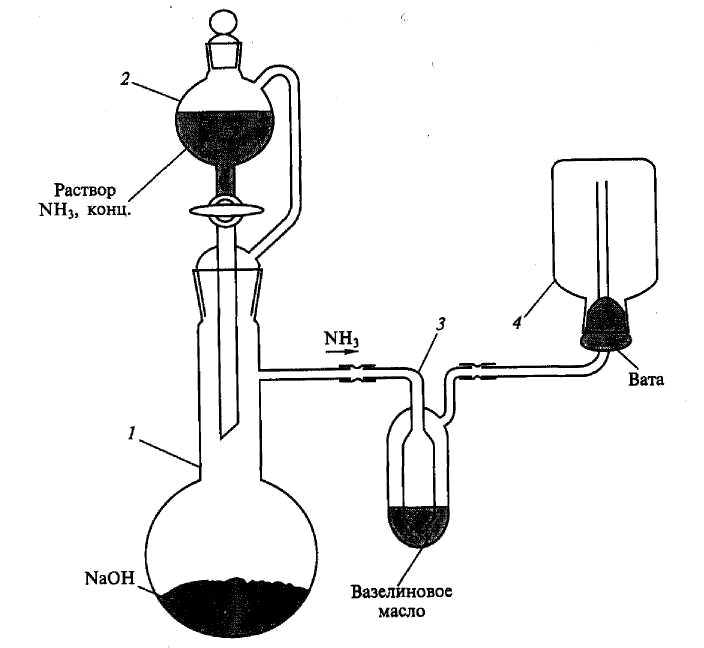 2
Раствор
NH₃, конц.
NH₃
3
4
Вата
1
NaOH
Вазелиновое
масло